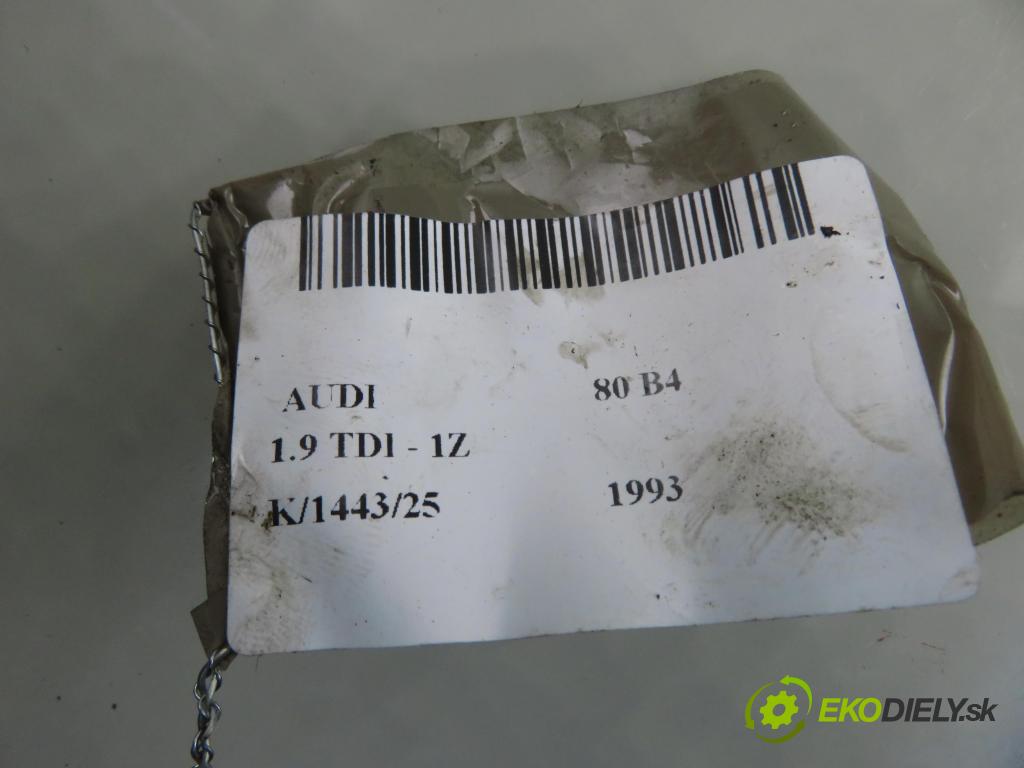 AUDI 80 B4
1.9 TDI - 1Z
K/1443/25 1993
EKODIELY.sk